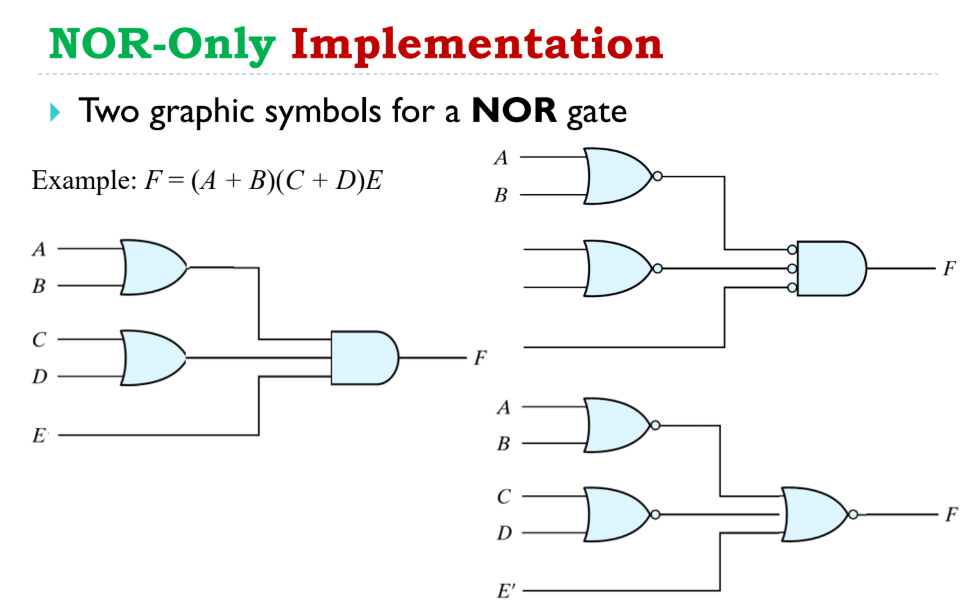 NOR-Only Implementation
Two graphic symbols for a NOR gate
Example: F = (A + B)(C + D)E
A
B
C
D
E
F
A
B
F
A
B
C
D
E′
F